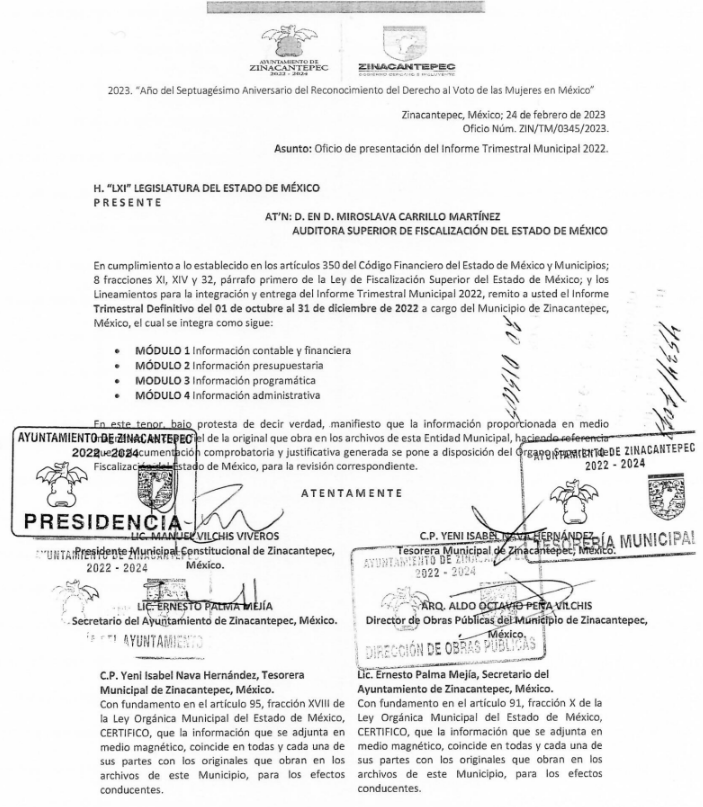 AYUNTAMIENTO DE
ZINACANTEPEC
2022 - 2024
ZINACANTEPEC
2023. “Año del Septuagésimo Aniversario del Reconocimiento del Derecho al Voto de las Mujeres en México”
Zinacantepec, México; 24 de febrero de 2023
Oficio Núm. ZIN/TM/0345/2023.
Asunto: Oficio de presentación del Informe Trimestral Municipal 2022.
H. “LXI” LEGISLATURA DEL ESTADO DE MÉXICO
P R E S E N T E
AT’N: D. EN D. MIROSLAVA CARRILLO MARTÍNEZ
AUDITORA SUPERIOR DE FISCALIZACIÓN DEL ESTADO DE MÉXICO
En cumplimiento a lo establecido en los artículos 350 del Código Financiero del Estado de México y Municipios;
8 fracciones XI, XIV y 32, párrafo primero de la Ley de Fiscalización Superior del Estado de México; y los
Lineamientos para la integración y entrega del Informe Trimestral Municipal 2022, remito a usted el Informe
Trimestral Definitivo del 01 de octubre al 31 de diciembre de 2022 a cargo del Municipio de Zinacantepec,
México, el cual se integra como sigue:
• MÓDULO 1 Información contable y financiera
• MÓDULO 2 Información presupuestaria
• MODULO 3 Información programática
• MÓDULO 4 Información administrativa
En este tenor, bajo protesta de decir verdad, manifiesto que la información proporcionada en medio
fiel de la original que obra en los archivos de esta Entidad Municipal, haciendo referencia
documentación comprobatoria y justificativa generada se pone a disposición del Órgano Superior de
Fiscalización del Estado de México, para la revisión correspondiente.
AYUNTAMIENTO DE ZINACANTEPEC
2022 - 2024
PRESIDENCIA
AYUNTAMIENTO DE ZINACANTEPEC
2022 - 2024
TESORERÍA MUNICIPAL
A T E N T A M E N T E
LIC. MANUEL VILCHIS VIVEROS
Presidente Municipal Constitucional de Zinacantepec,
México.
C.P. YENI ISABEL NAVA HERNÁNDEZ
Tesorera Municipal de Zinacantepec, México.
2022 - 2024
AYUNTAMIENTO DE
2022 - 2024
LIC. ERNESTO PALMA MEJÍA
Secretario del Ayuntamiento de Zinacantepec, México.
AYUNTAMIENTO
ARQ. ALDO OCTAVIO PEÑA VILCHIS
Director de Obras Públicas del Municipio de Zinacantepec,
México.
DIRECCIÓN DE OBRAS PÚBLICAS
C.P. Yeni Isabel Nava Hernández, Tesorera
Municipal de Zinacantepec, México.
Con fundamento en el artículo 95, fracción XVIII de
la Ley Orgánica Municipal del Estado de México,
CERTIFICO, que la información que se adjunta en
medio magnético, coincide en todas y cada una de
sus partes con los originales que obran en los
archivos de este Municipio, para los efectos
conducentes.
Lic. Ernesto Palma Mejía, Secretario del
Ayuntamiento de Zinacantepec, México.
Con fundamento en el artículo 91, fracción X de la
Ley Orgánica Municipal del Estado de México,
CERTIFICO, que la información que se adjunta en
medio magnético, coincide en todas y cada una de
sus partes con los originales que obran en los
archivos de este Municipio, para los efectos
conducentes.